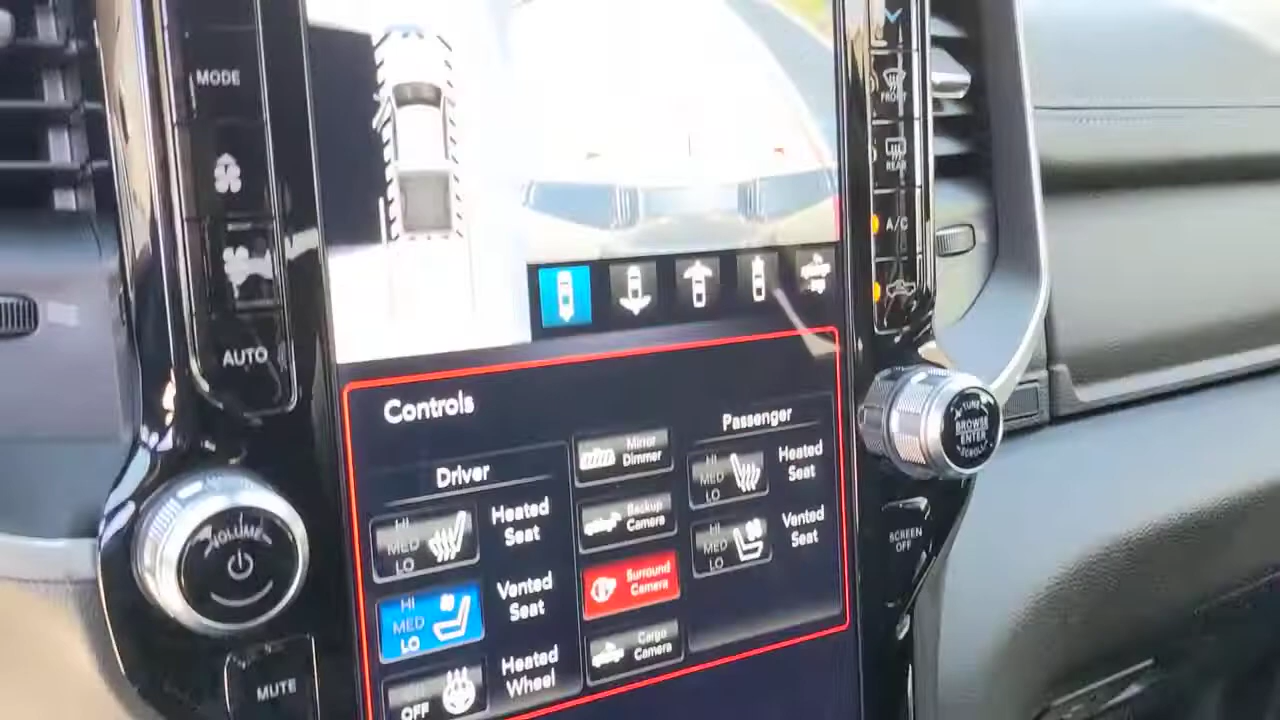 MODE
AUTO
VOLUME
MUTE
FRONT
REAR
A/C
TUNE
BROWSE
ENTER
SCROLL
SCREEN
OFF
Controls
Driver
HI
MED
LO
Heated
Seat
HI
MED
LO
Vented
Seat
OFF
Heated
Wheel
Mirror
Dimmer
Backup
Camera
Surround
Camera
Cargo
Camera
Passenger
HI
MED
LO
Heated
Seat
HI
MED
LO
Vented
Seat